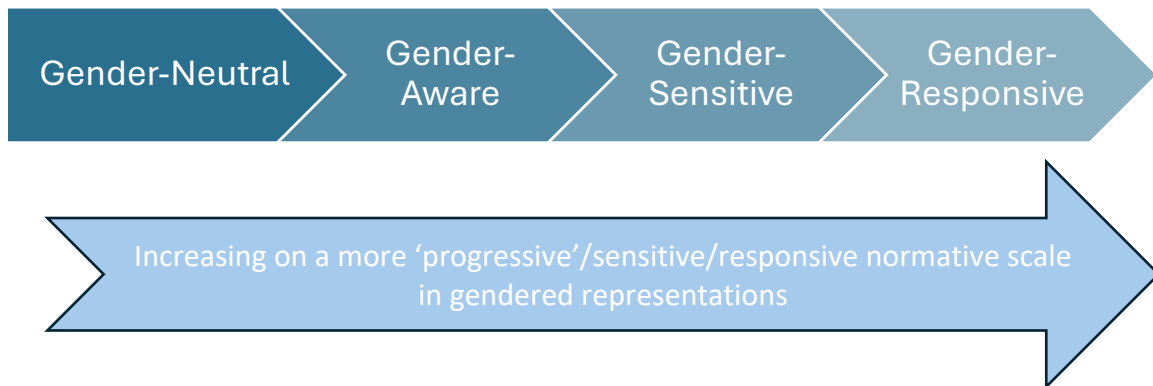 Gender-Neutral
Gender-
Aware
Gender-
Sensitive
Gender-
Responsive
Increasing on a more ‘progressive’/sensitive/responsive normative scale
in gendered representations